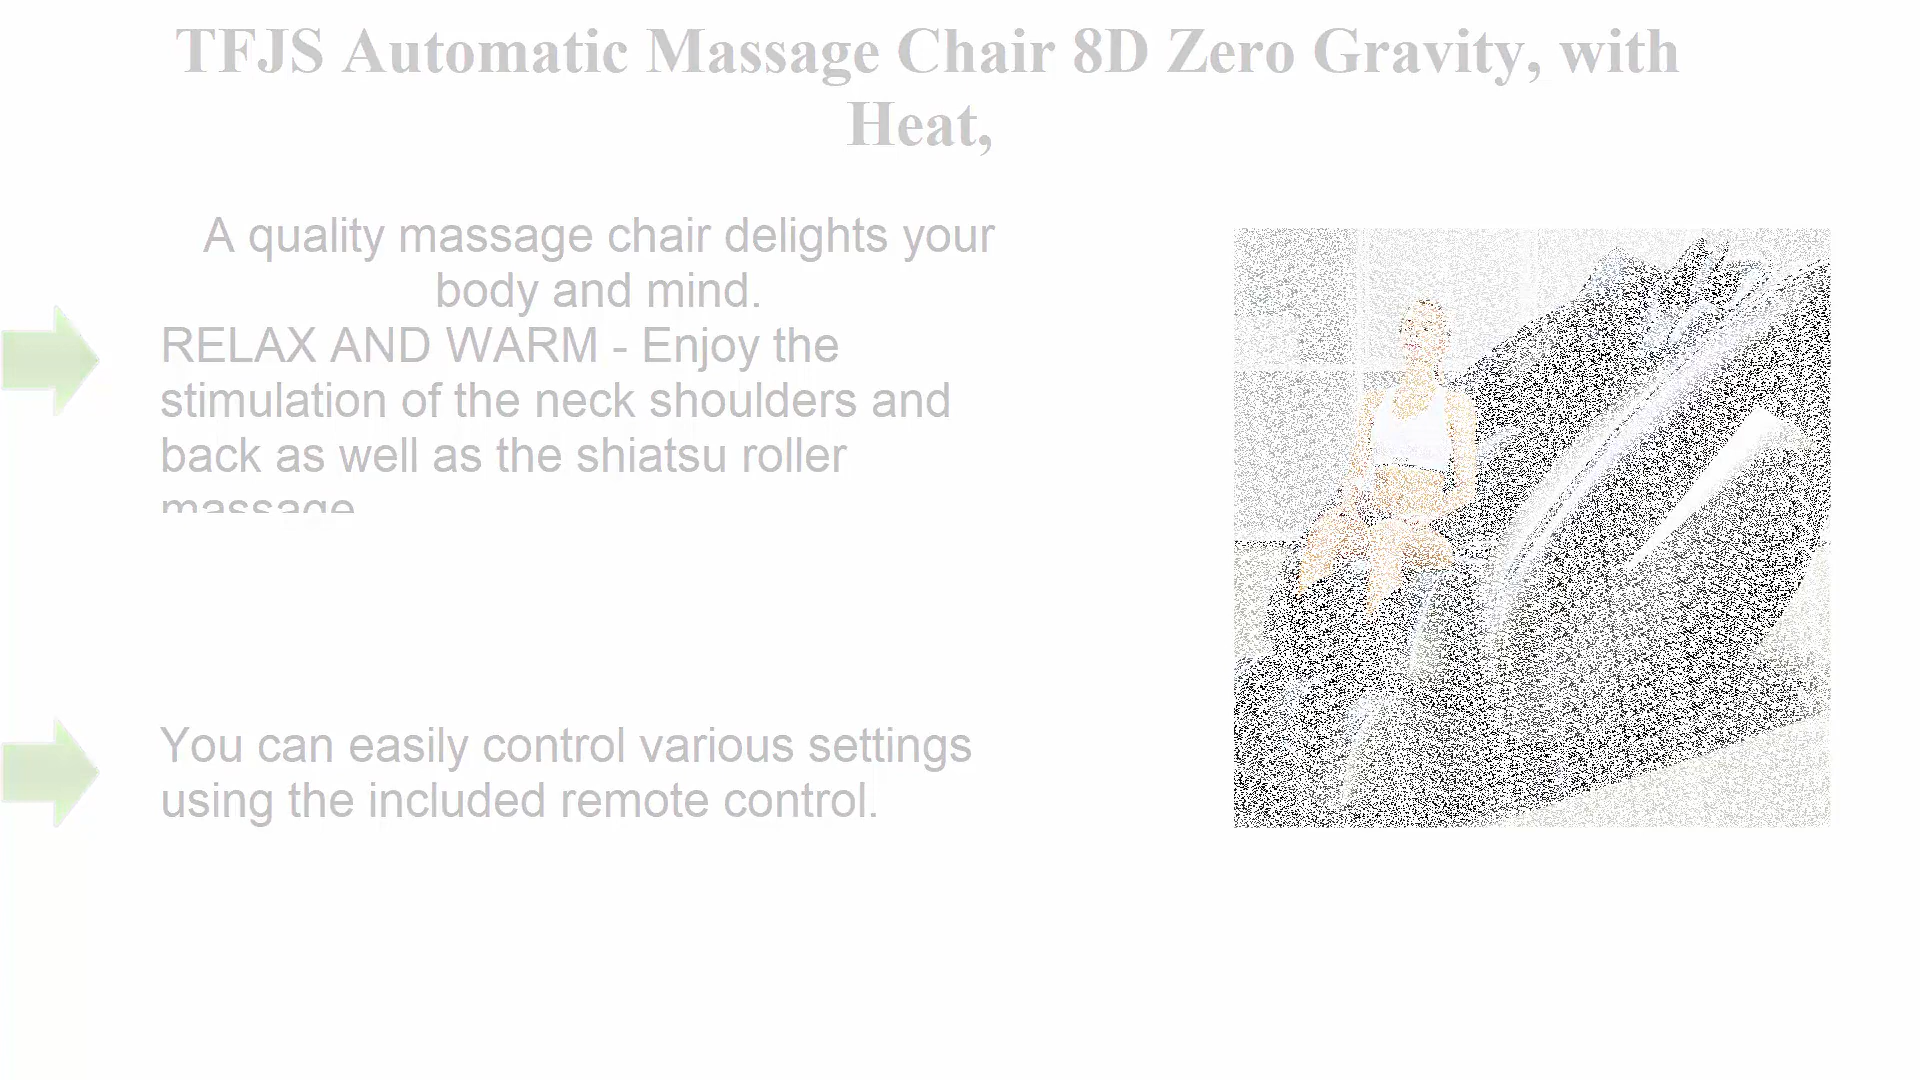 TFJS Automatic Massage Chair 8D Zero Gravity, with
Heat,
A quality massage chair delights your
body and mind.
RELAX AND WARM - Enjoy the
stimulation of the neck shoulders and
back as well as the shiatsu roller
massage
You can easily control various settings
using the included remote control.